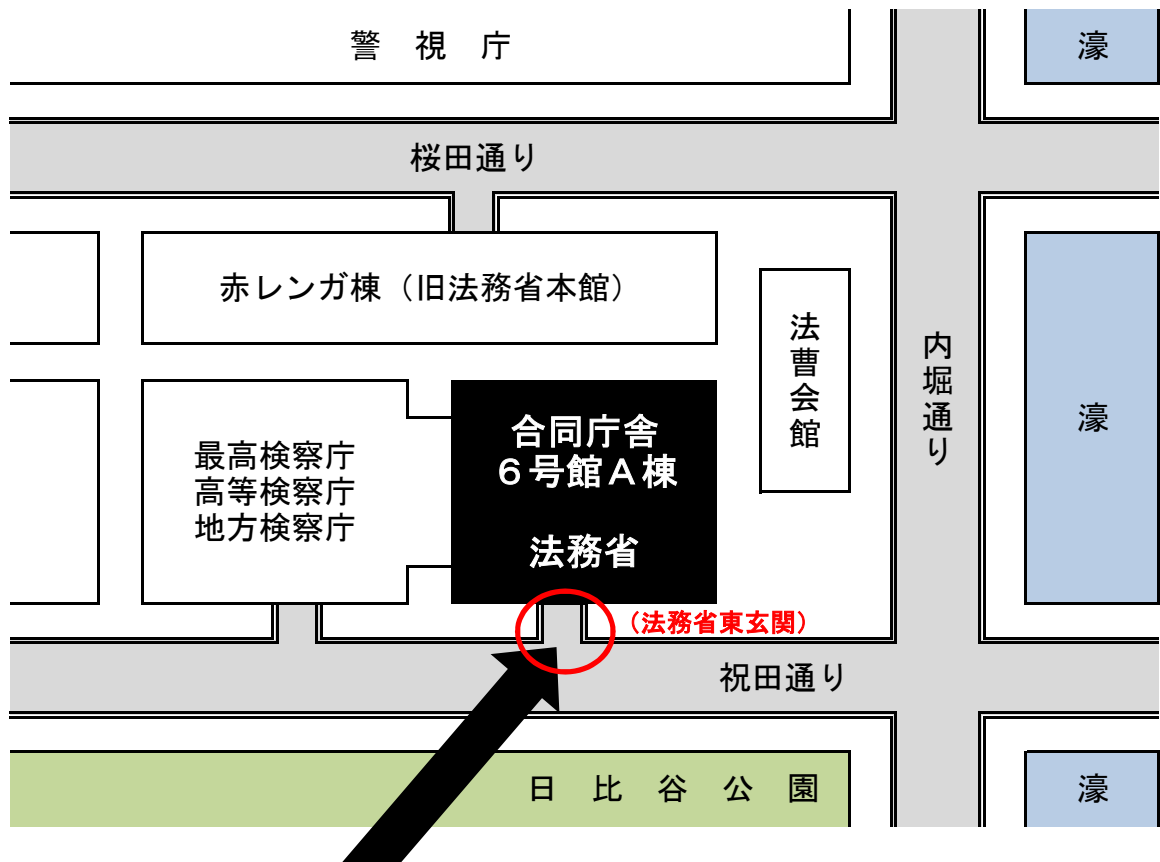 警視庁
濠
桜田通り
赤レンガ棟（旧法務省本館）
法曹会館
内堀通り
濠
合同庁舎
６号館Ａ棟
法務省
最高検察庁
高等検察庁
地方検察庁
（法務省東玄関）
祝田通り
日比谷公園
濠